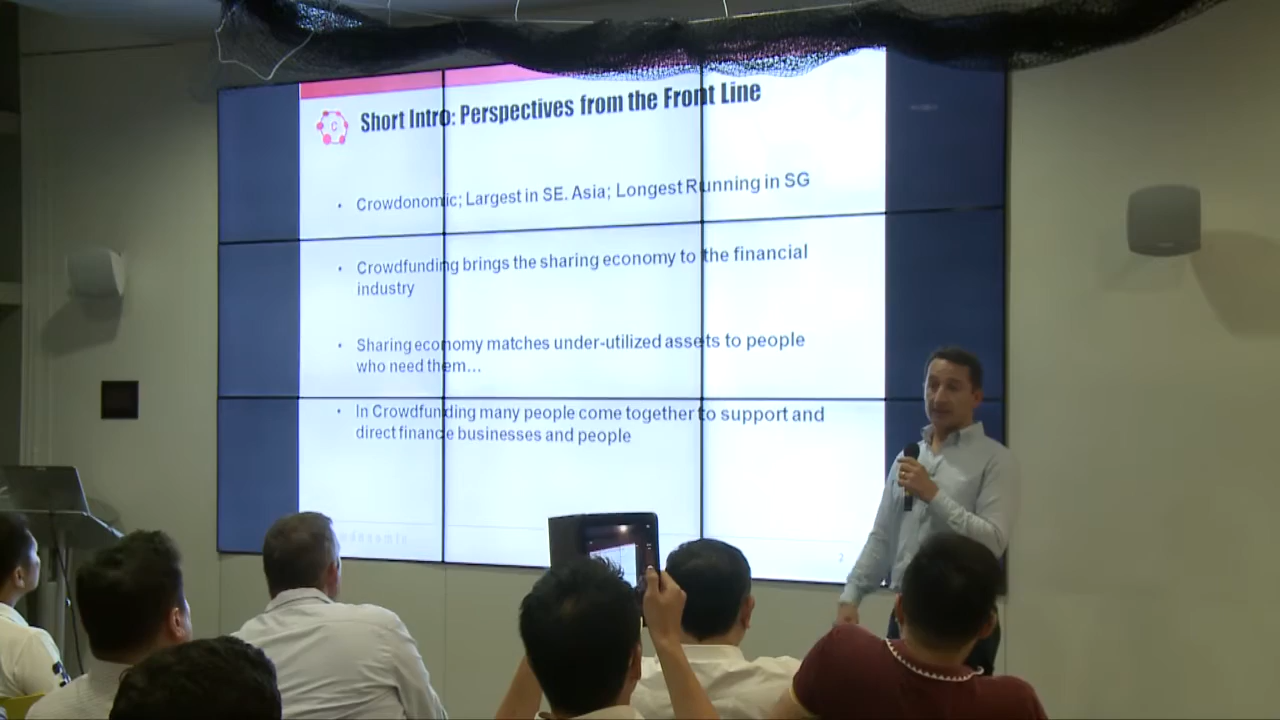 Short Intro: Perspectives from the Front Line
C
• Crowdonomic; Largest in SE. Asia; Longest Running in SG
• Crowdfunding brings the sharing economy to the financial
industry
• Sharing economy matches under-utilized assets to people
who need them...
• In Crowdfunding many people come together to support and
direct finance businesses and people
2